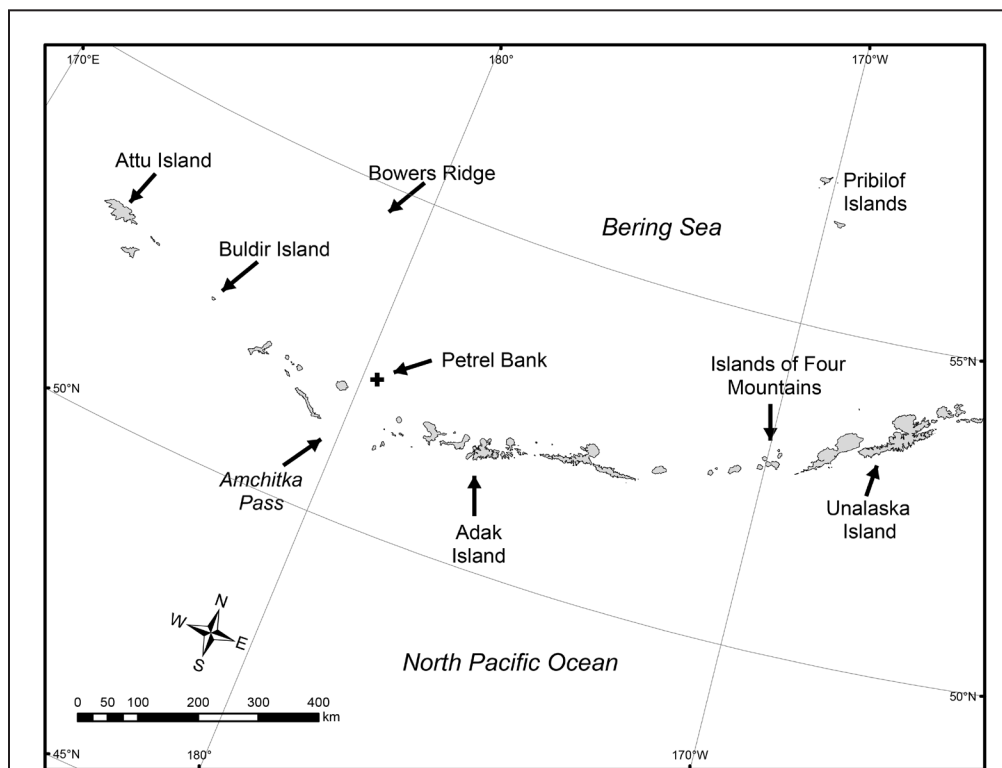 170°E
180°
170°W
Attu Island
Bowers Ridge
Pribilof
Islands
Bering Sea
Buldir Island
Petrel Bank
Islands of Four
Mountains
55°N
50°N
Amchitka
Pass
Adak
Island
Unalaska
Island
N
W
E
S
North Pacific Ocean
0 50 100 200 300 400
km
50°N
45°N
180°
170°W